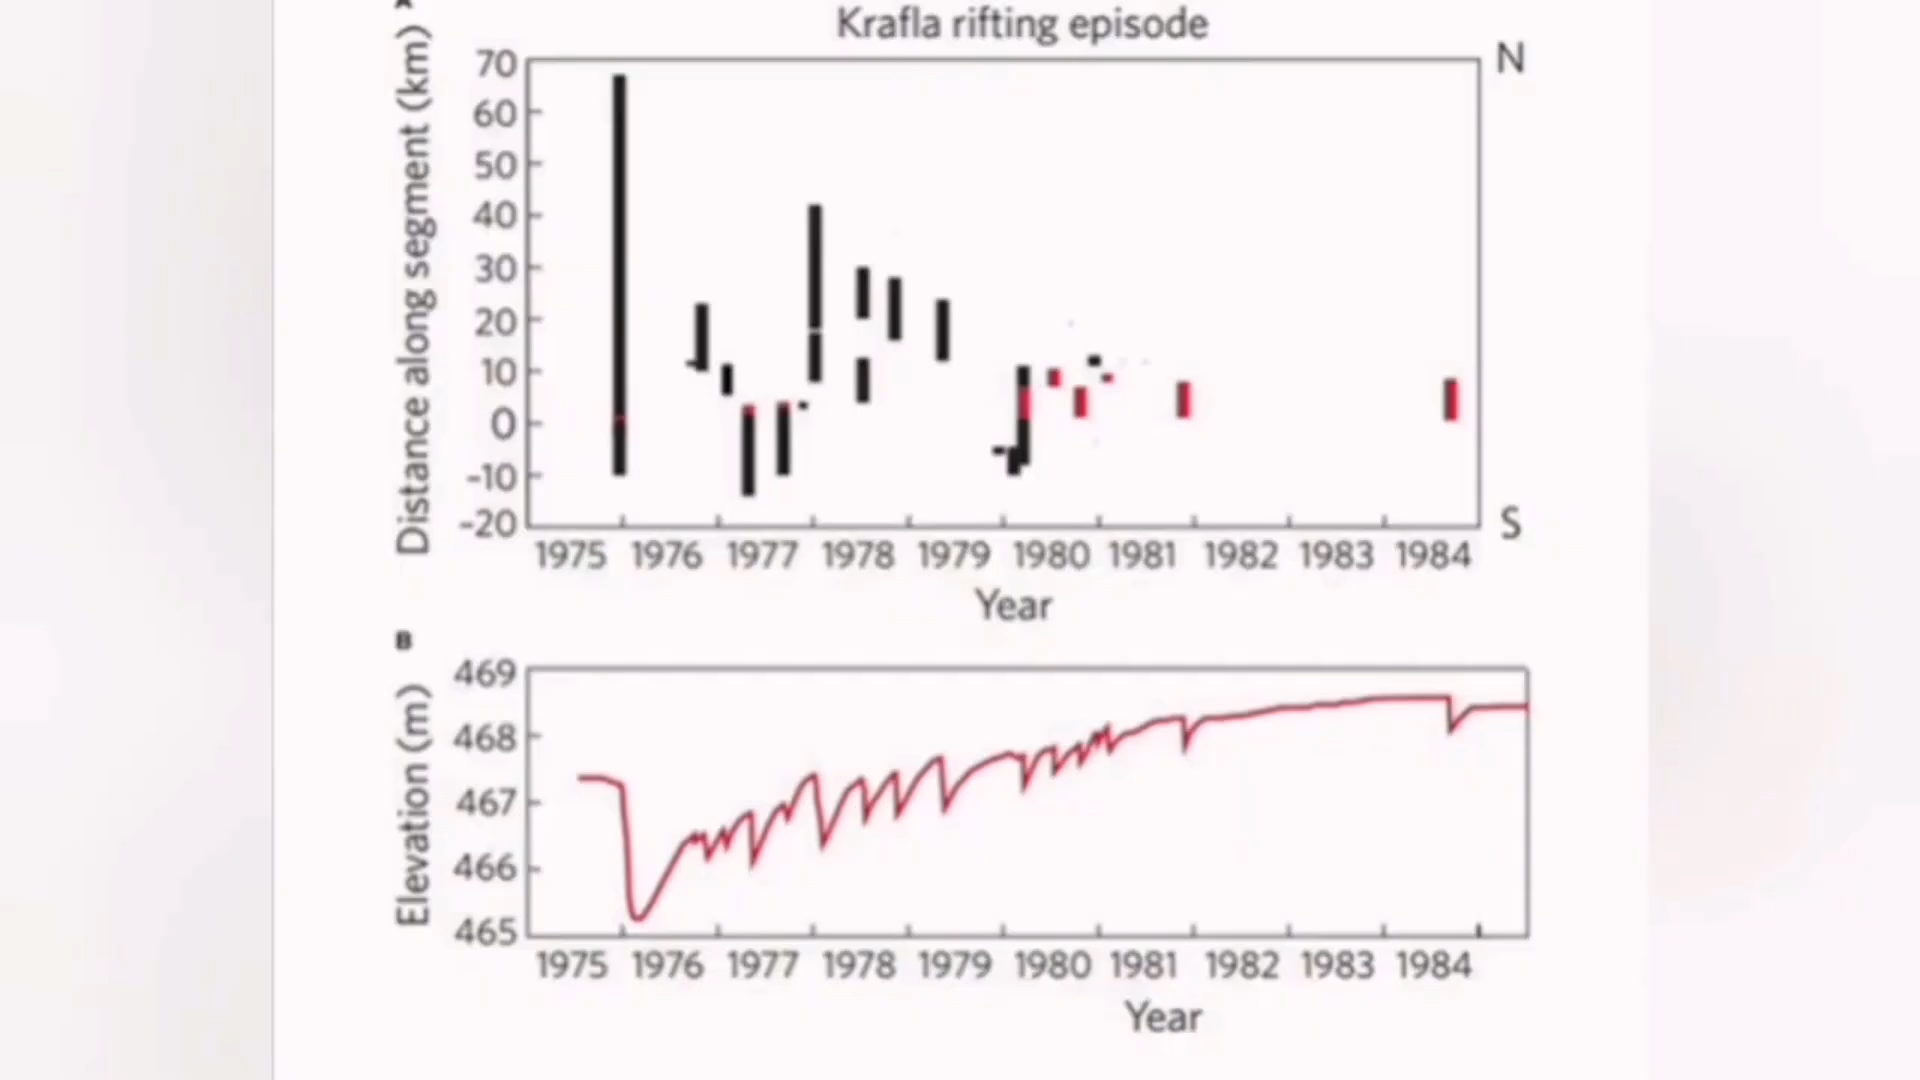 A
Krafla rifting episode
N
Distance along segment (km)
70
60
50
40
30
20
10
0
-10
-20
S
1975 1976 1977 1978 1979 1980 1981 1982 1983 1984
Year
B
Elevation (m)
469
468
467
466
465
1975 1976 1977 1978 1979 1980 1981 1982 1983 1984
Year